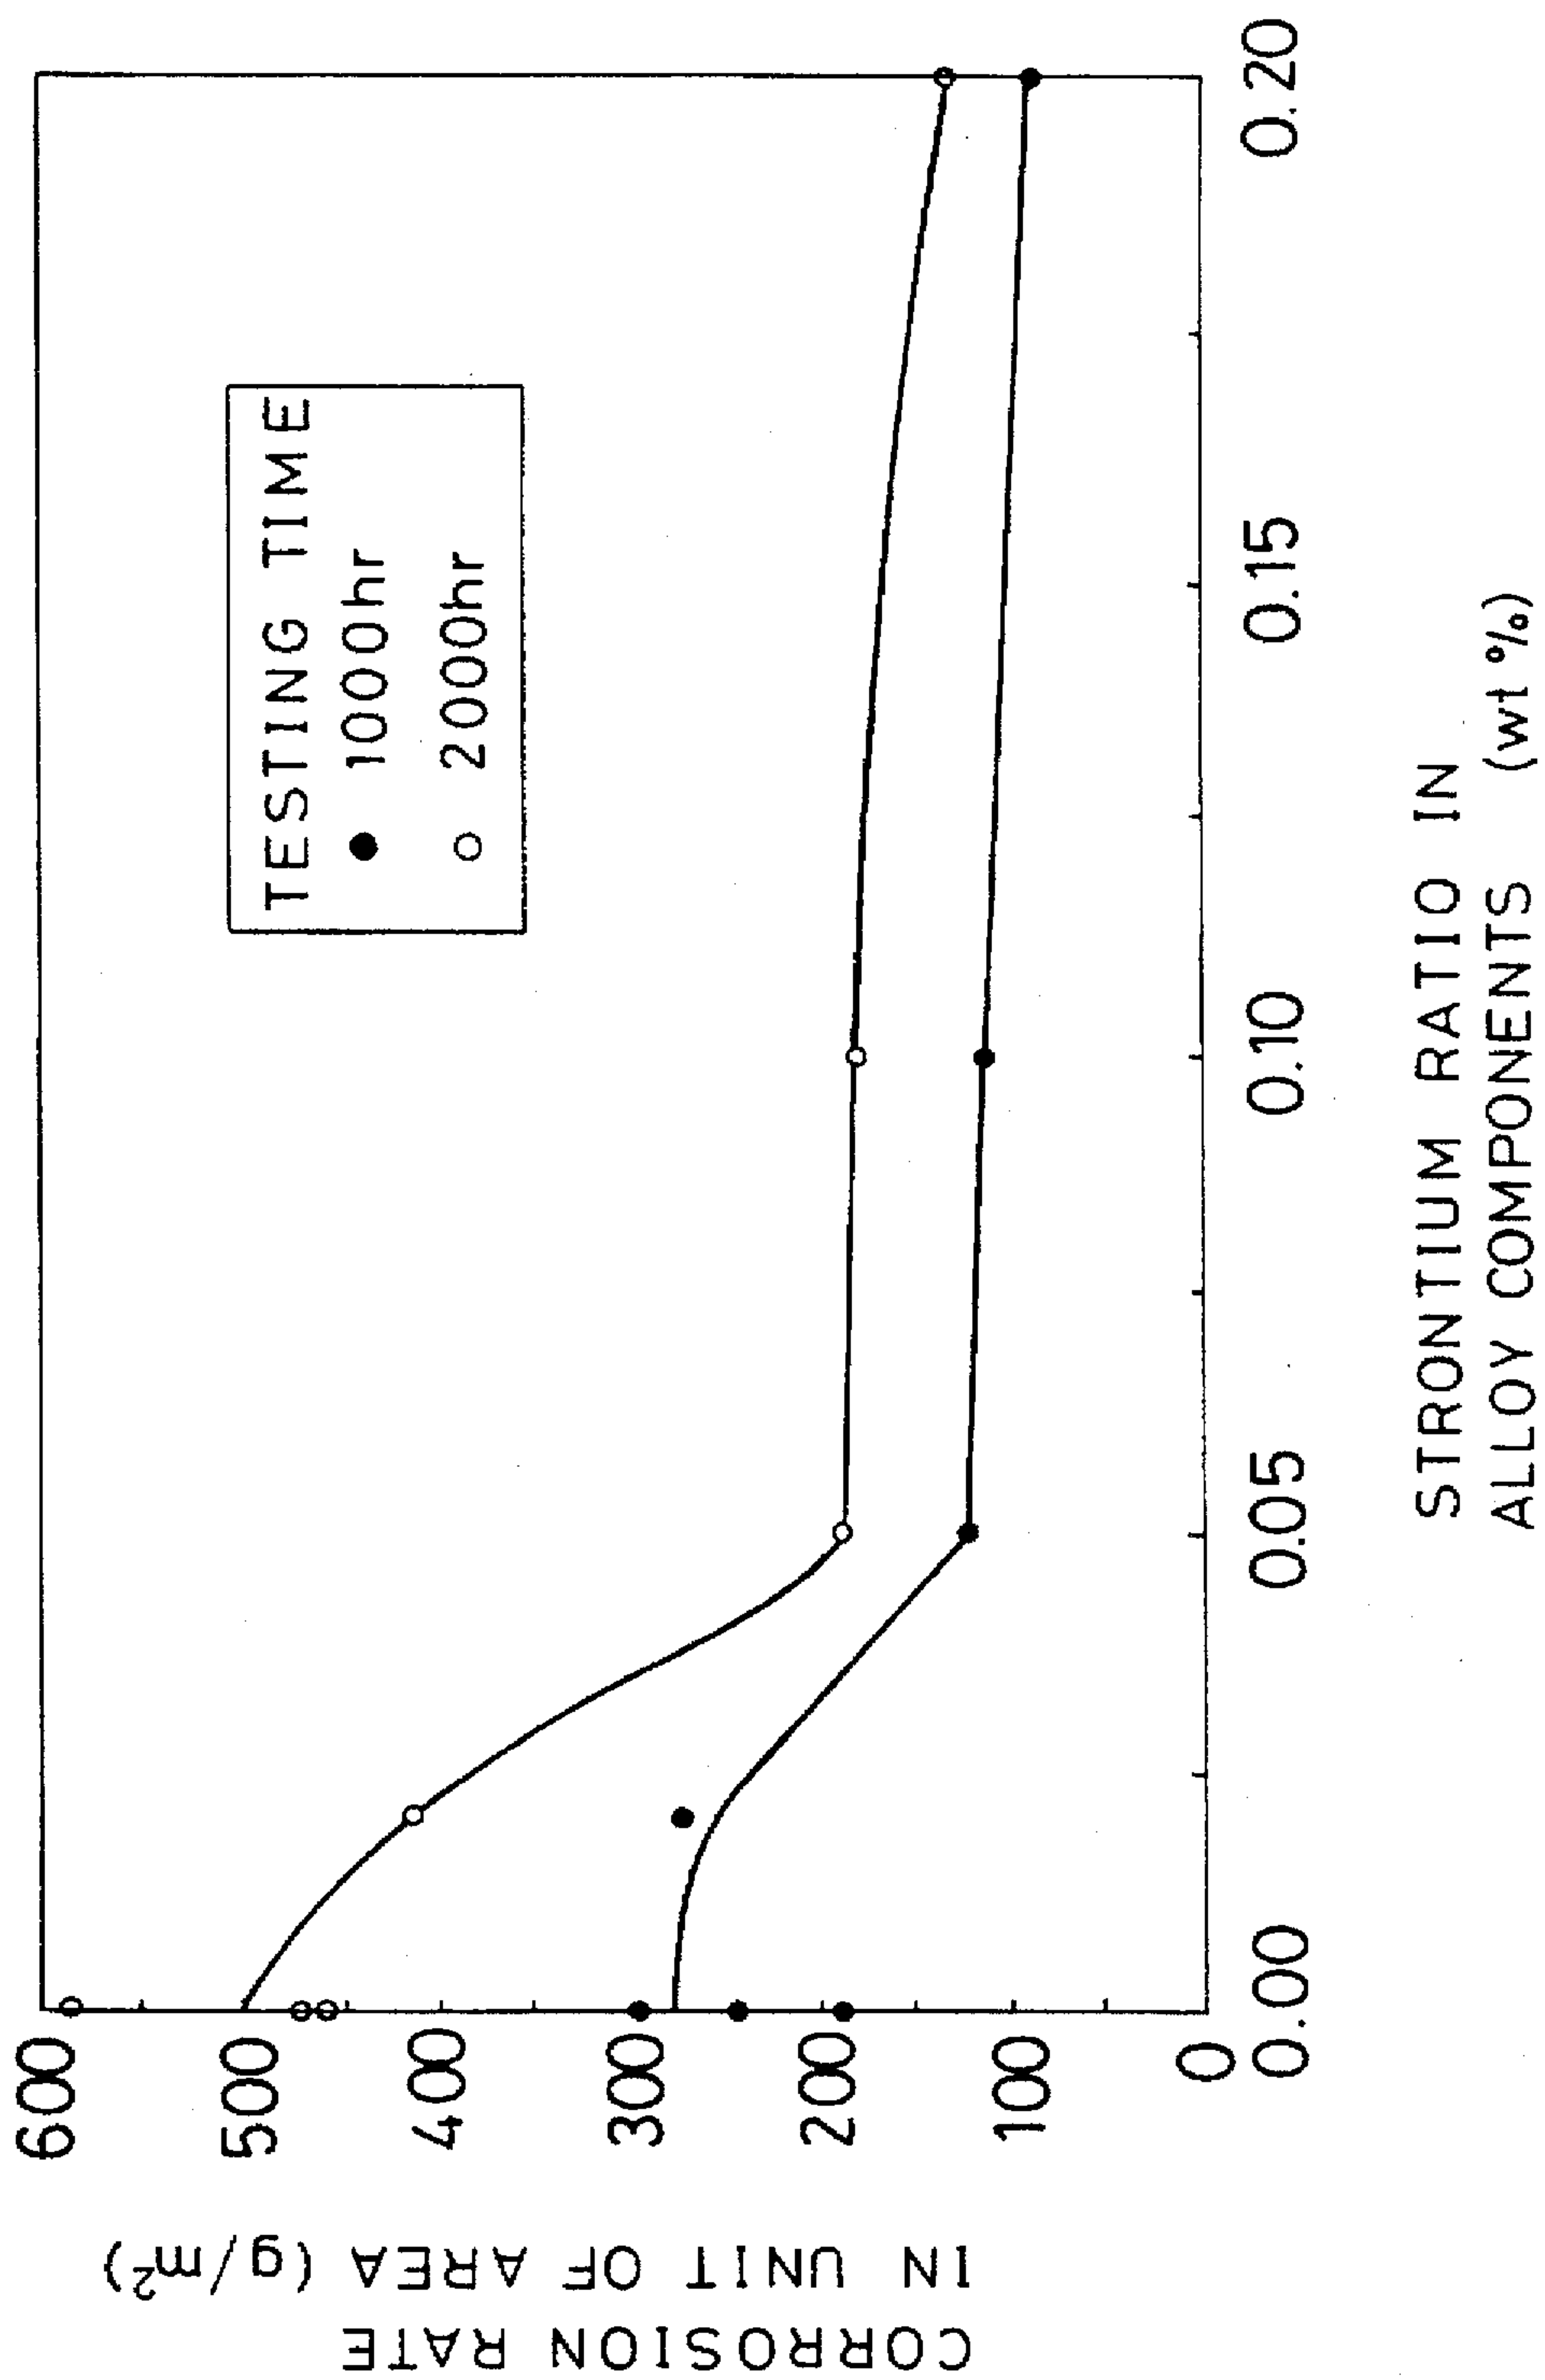 CORROSION RATE
IN UNIT OF AREA (g/m²)
600
500
400
300
200
100
0
TESTING TIME
● 1000hr
○ 2000hr
0.00
0.05
0.10
0.15
0.20
STRONTIUM RATIO IN
ALLOY COMPONENTS (wt %)